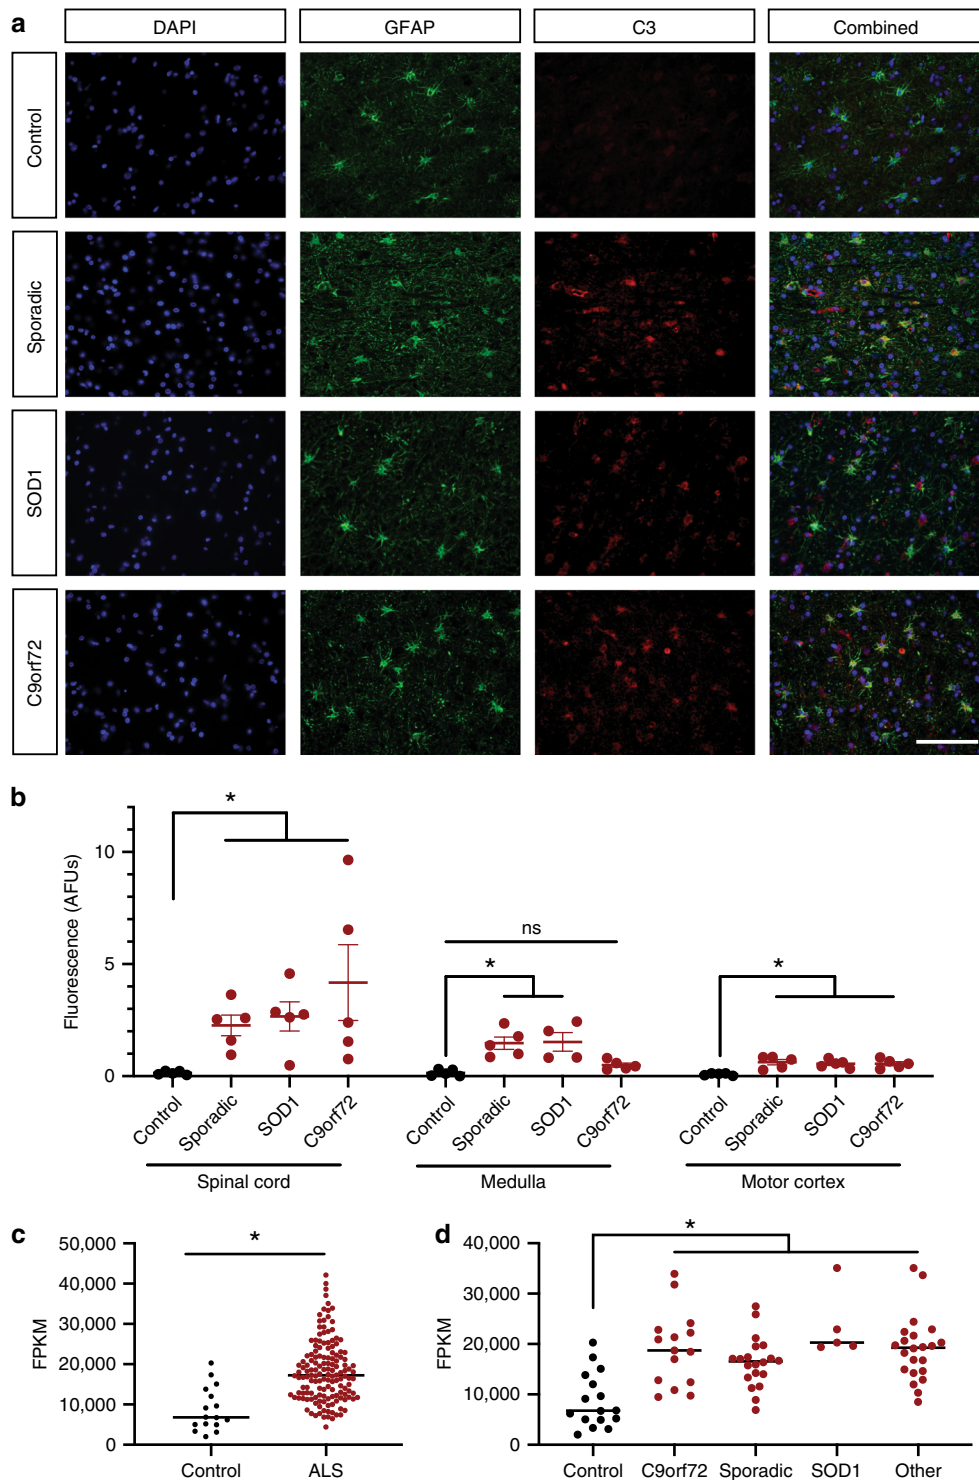 a
DAPI GFAP C3 Combined
Control
Sporadic
SOD1
C9orf72
b
Fluorescence (AFUs)
10
5
0
*
ns
*
*
Control Sporadic SOD1 C9orf72 Control Sporadic SOD1 C9orf72 Control Sporadic SOD1 C9orf72
Spinal cord Medulla Motor cortex
c
FPKM
50,000
40,000
30,000
20,000
10,000
0
*
Control ALS
d
FPKM
40,000
30,000
20,000
10,000
0
*
Control C9orf72 Sporadic SOD1 Other